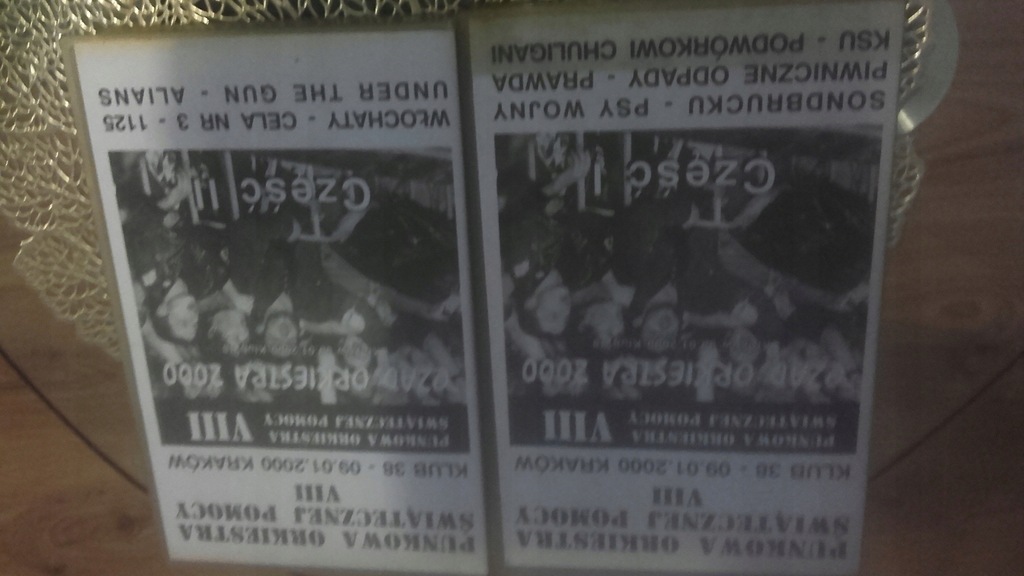 PUNKOWA ORKIESTRA
ŚWIĄTECZNEJ POMOCY
VIII
KLUB 38 - 09.01.2000 KRAKÓW
PUNKOWA ORKIESTRA
ŚWIĄTECZNEJ POMOCY
VIII
ORKIESTRA 2000
Część I
SONDBRUCKU - PSY WOJNY
PIWNICZNE ODPADY - PRAWDA
KSU - PODWÓRKOWI CHULIGANI
PUNKOWA ORKIESTRA
ŚWIĄTECZNEJ POMOCY
VIII
KLUB 38 - 09.01.2000 KRAKÓW
PUNKOWA ORKIESTRA
ŚWIĄTECZNEJ POMOCY
VIII
ORKIESTRA 2000
Część II
WŁOCHATY - CELA NR 3 - 1125
UNDER THE GUN - ALIANS